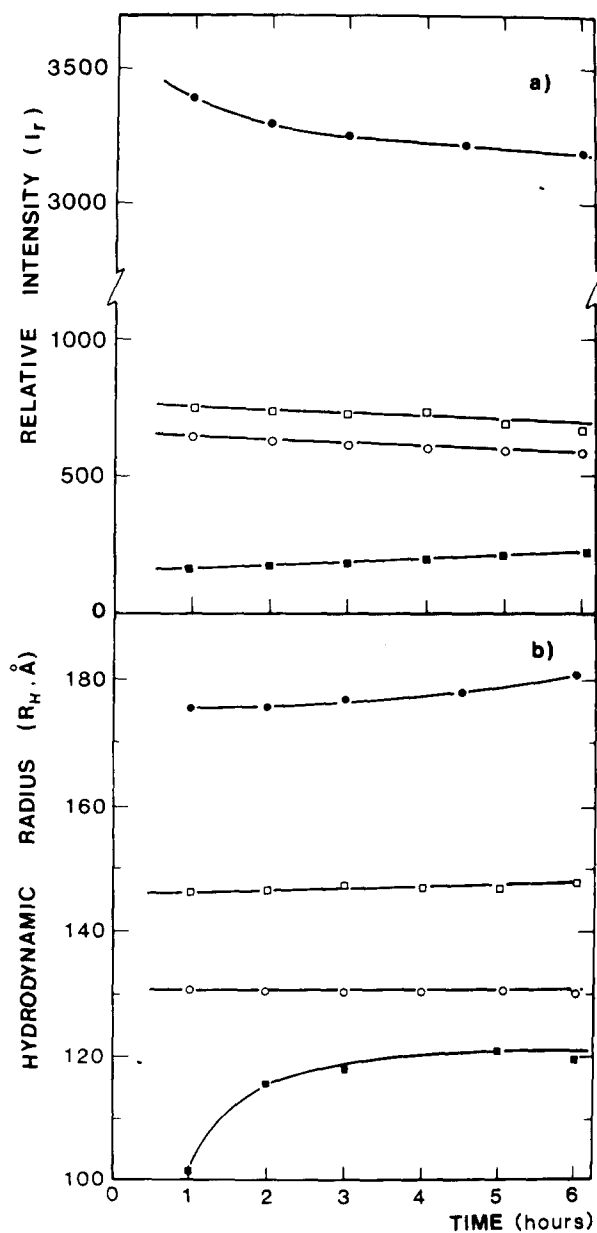 a)
3500
3000
1000
500
0
RELATIVE INTENSITY (Ir)
b)
180
160
140
120
100
HYDRODYNAMIC RADIUS (RH, Å)
0 1 2 3 4 5 6
TIME (hours)